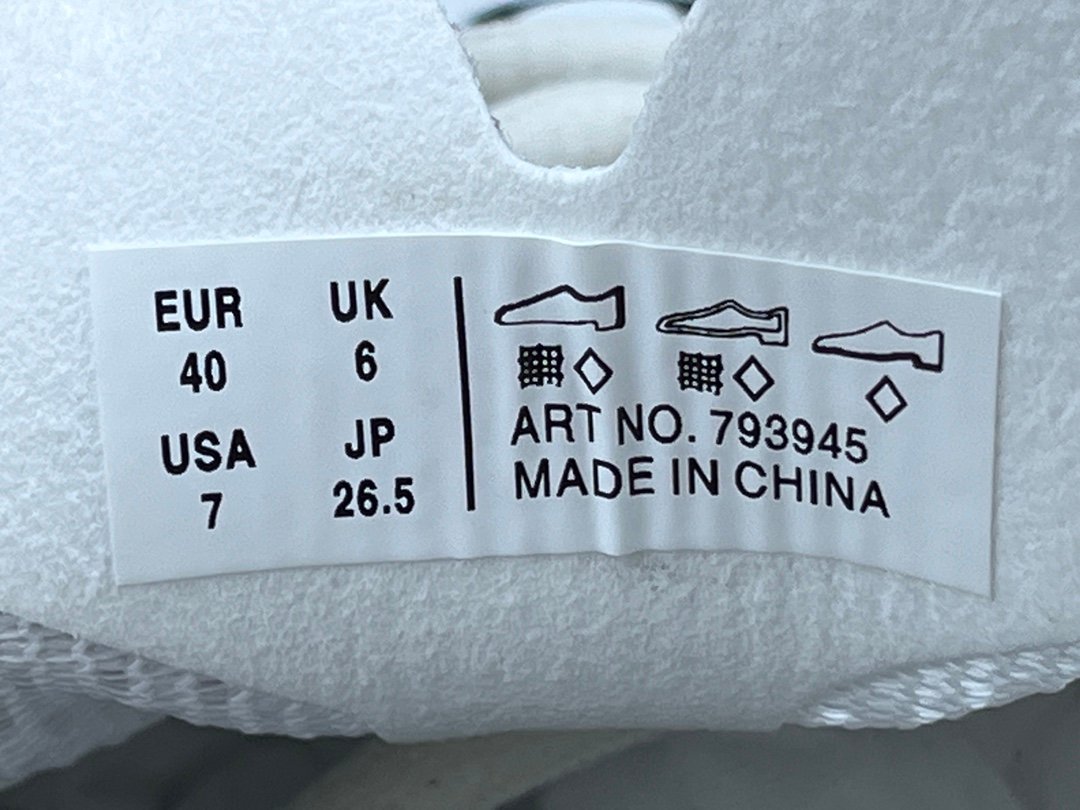 EUR UK
40 6
USA JP
7 26.5
ART NO. 793945
MADE IN CHINA